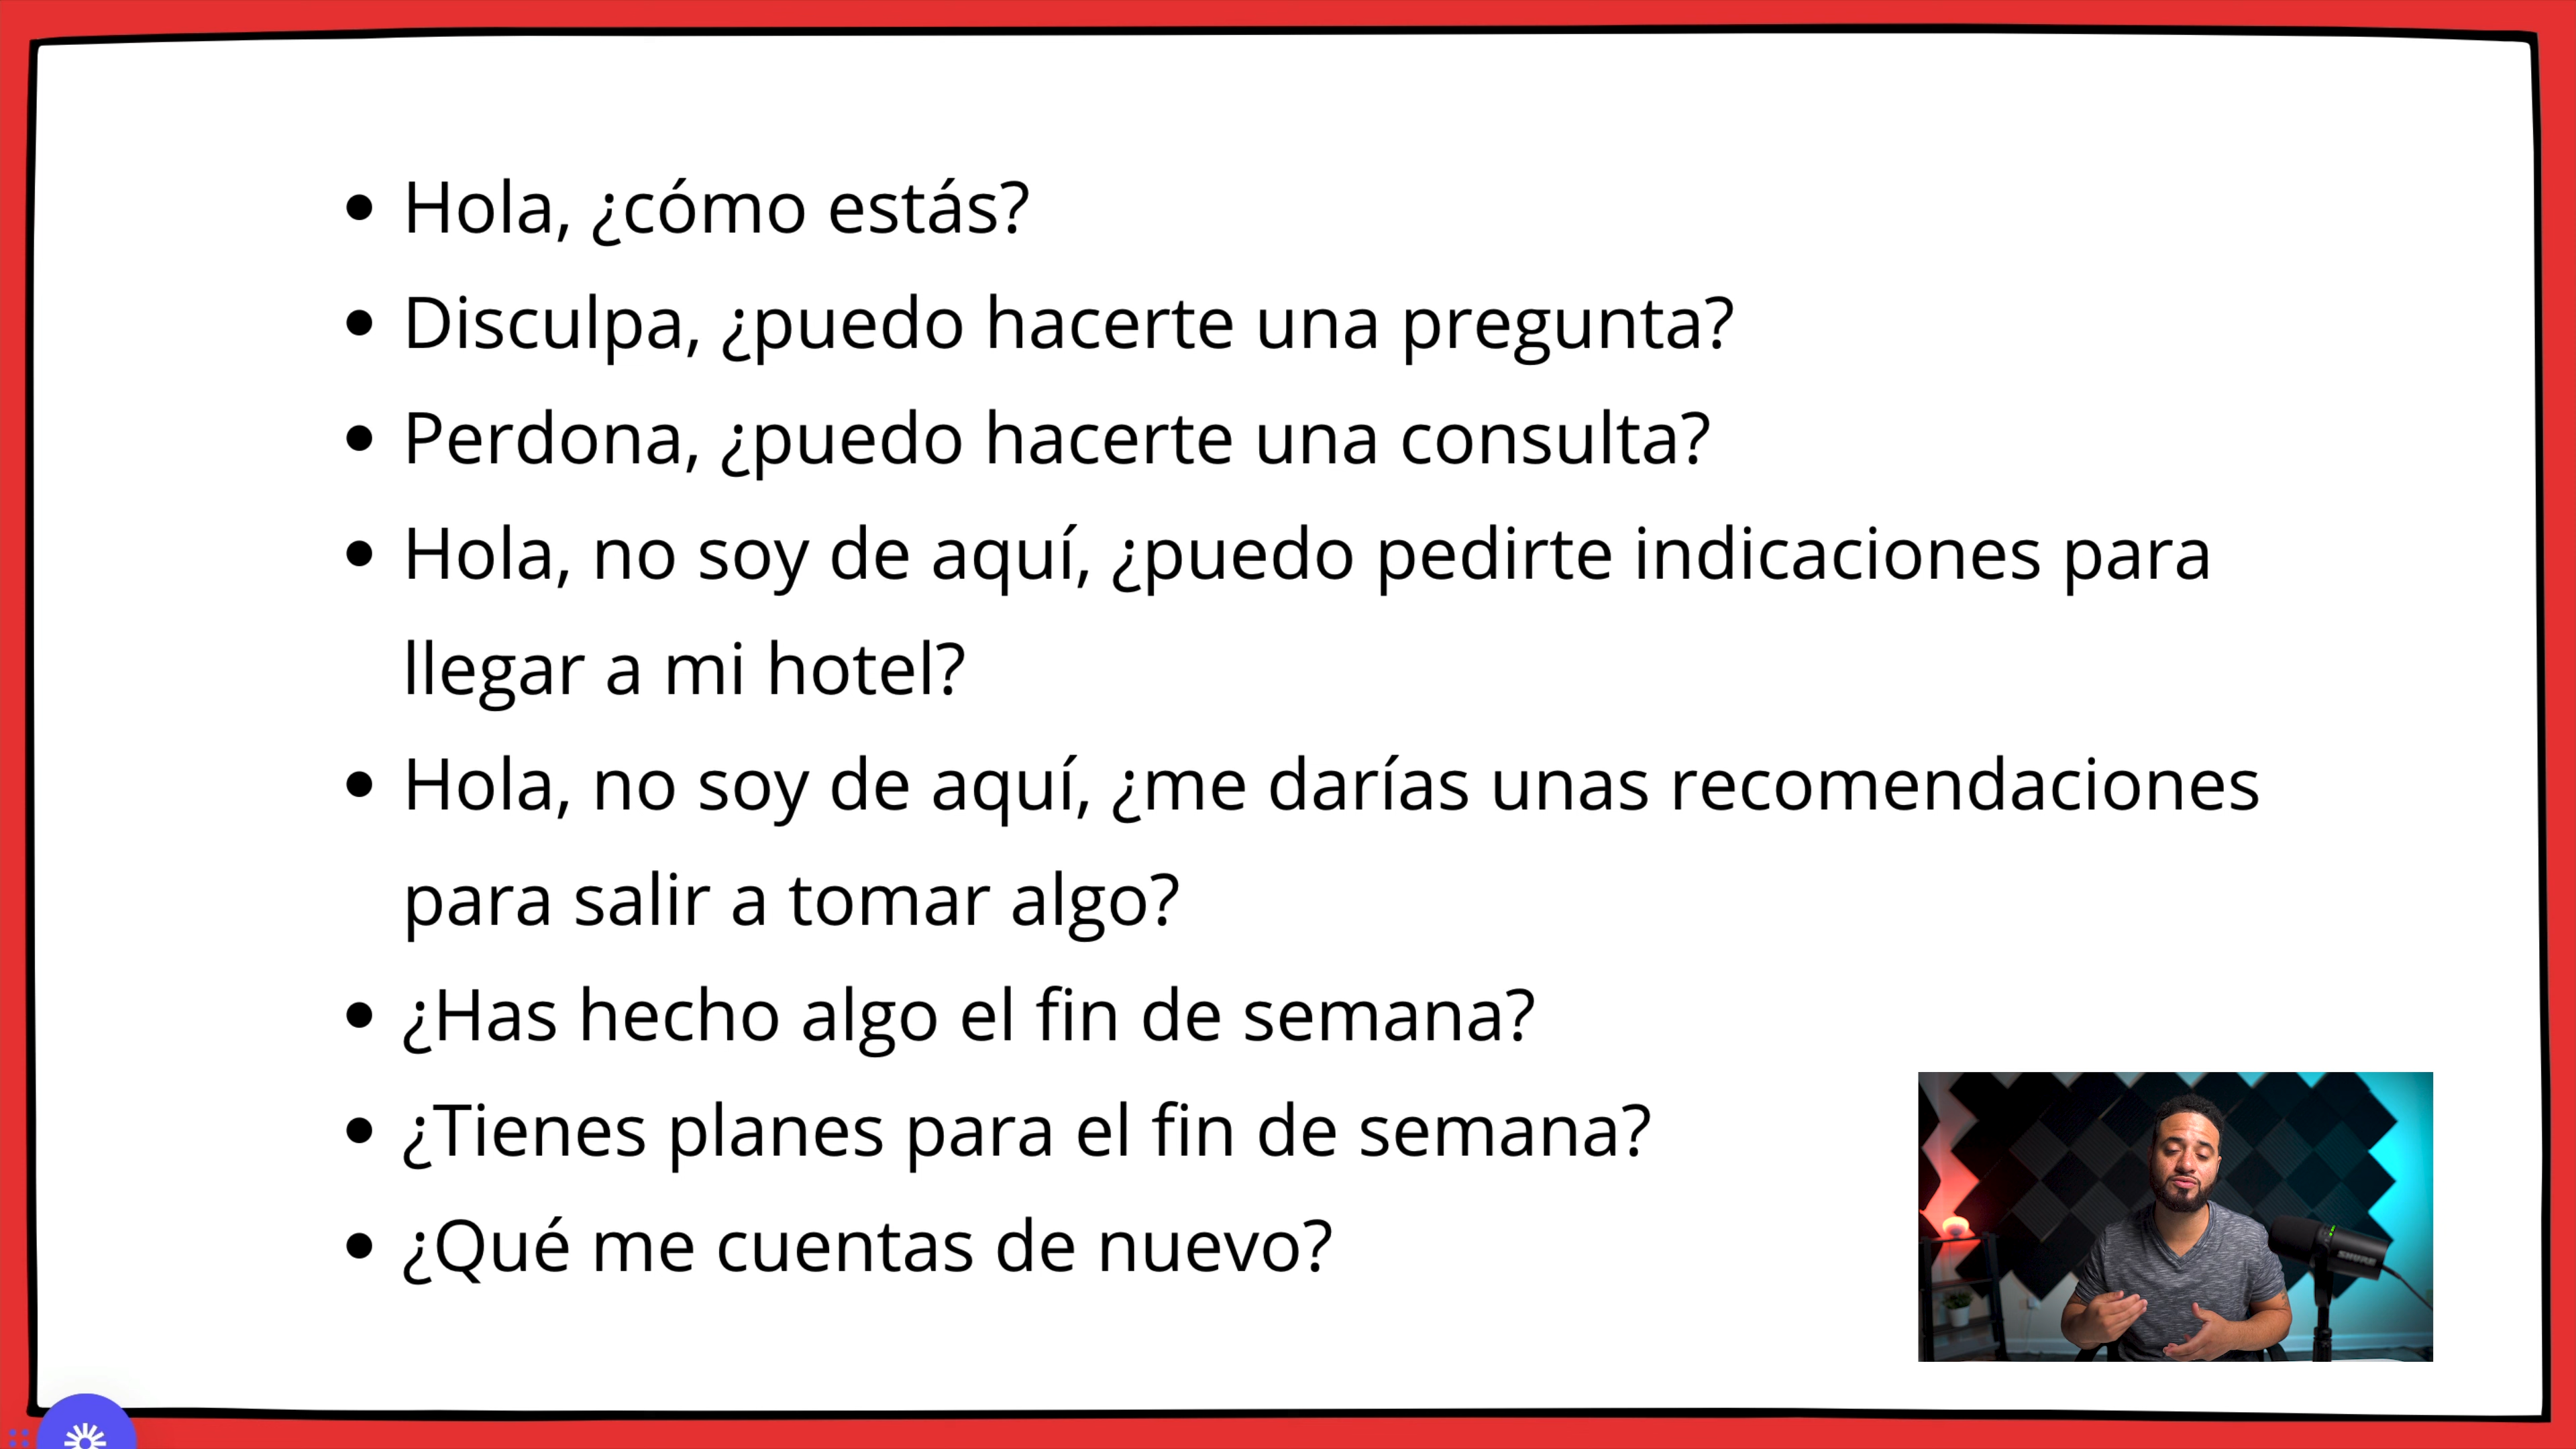 • Hola, ¿cómo estás?
• Disculpa, ¿puedo hacerte una pregunta?
• Perdona, ¿puedo hacerte una consulta?
• Hola, no soy de aquí, ¿puedo pedirte indicaciones para
llegar a mi hotel?
• Hola, no soy de aquí, ¿me darías unas recomendaciones
para salir a tomar algo?
• ¿Has hecho algo el fin de semana?
• ¿Tienes planes para el fin de semana?
• ¿Qué me cuentas de nuevo?
SHURE